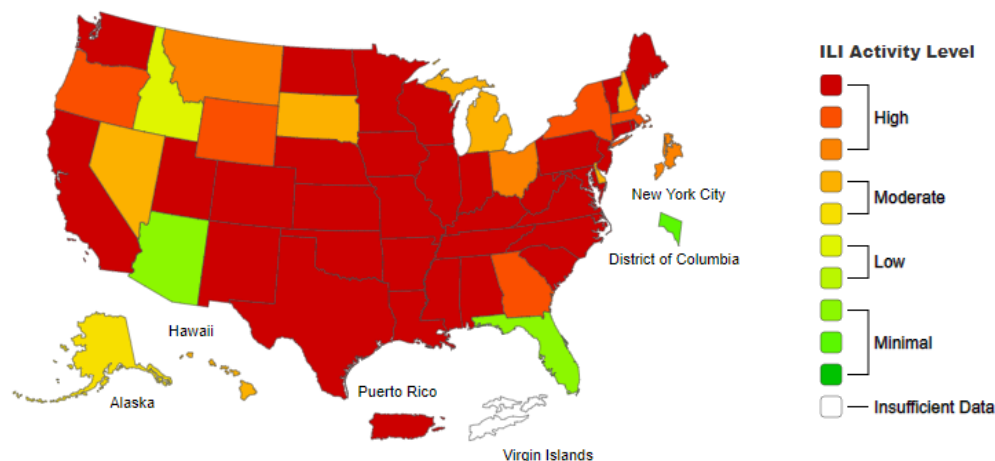 ILI Activity Level
High
Moderate
Low
Minimal
Insufficient Data
New York City
District of Columbia
Hawaii
Alaska
Puerto Rico
Virgin Islands